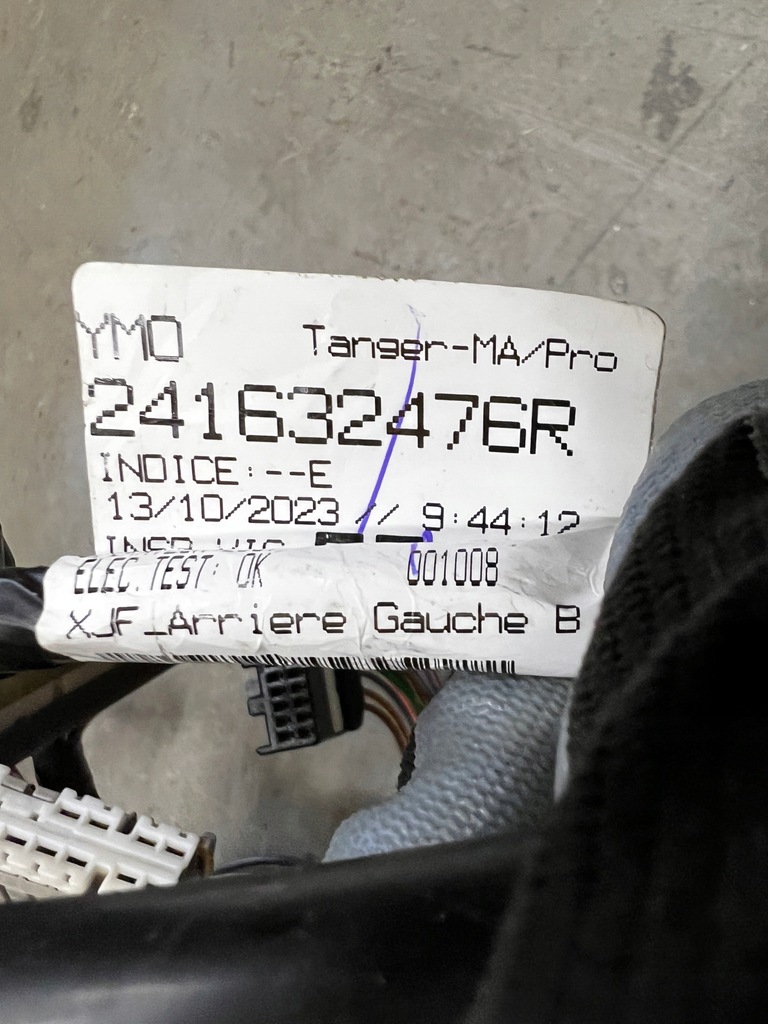 YMO Tanger-MA/Pro
241632476R
INDICE:--E
13/10/2023 // 9:44:12
ELEC.TEST: OK 001008
XJF_Arriere Gauche B